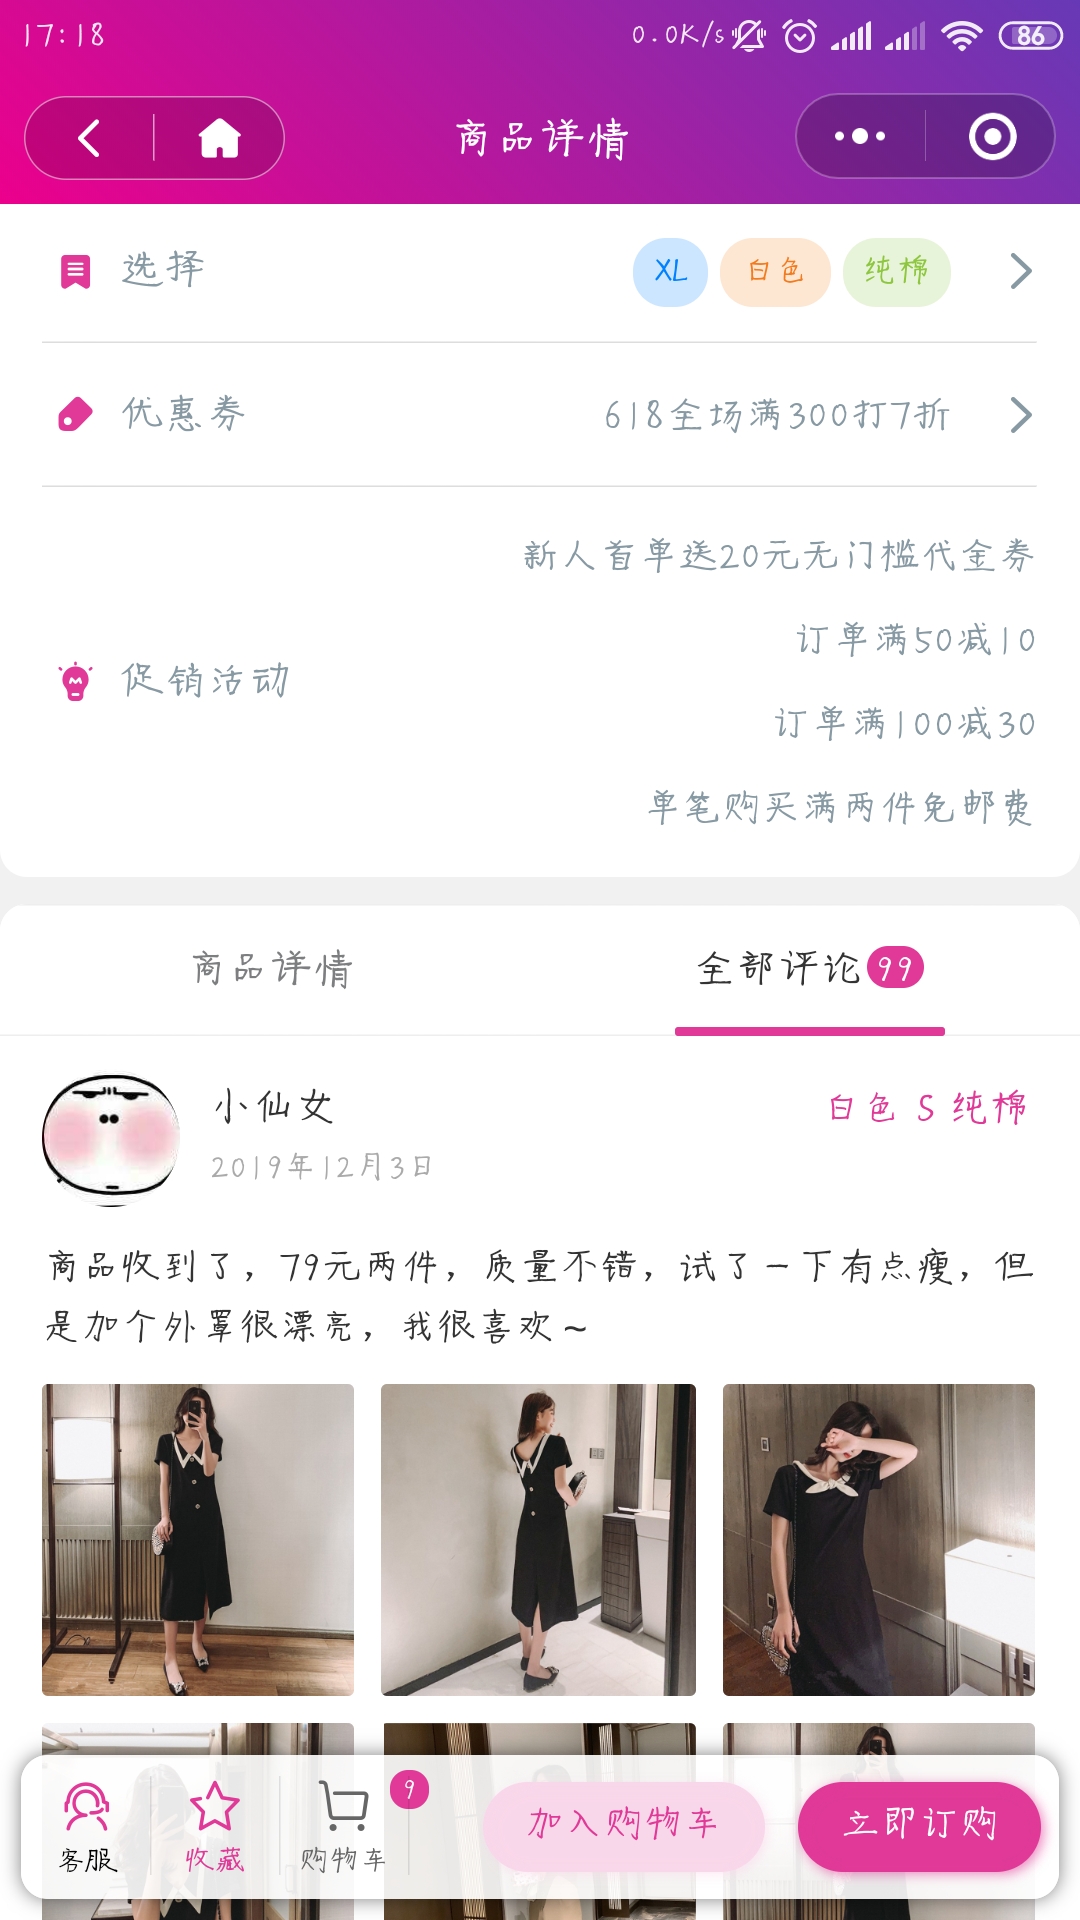 17:18
0.0K/s
86
商品详情
选择
XL 白色 纯棉
优惠券
618全场满300打7折
新人首单送20元无门槛代金券
订单满50减10
促销活动
订单满100减30
单笔购买满两件免邮费
商品详情
全部评论 99
小仙女
白色 S 纯棉
2019年12月3日
商品收到了，79元两件，质量不错，试了一下有点瘦，但
是加个外罩很漂亮，我很喜欢~
9
加入购物车
立即订购
客服
收藏
购物车